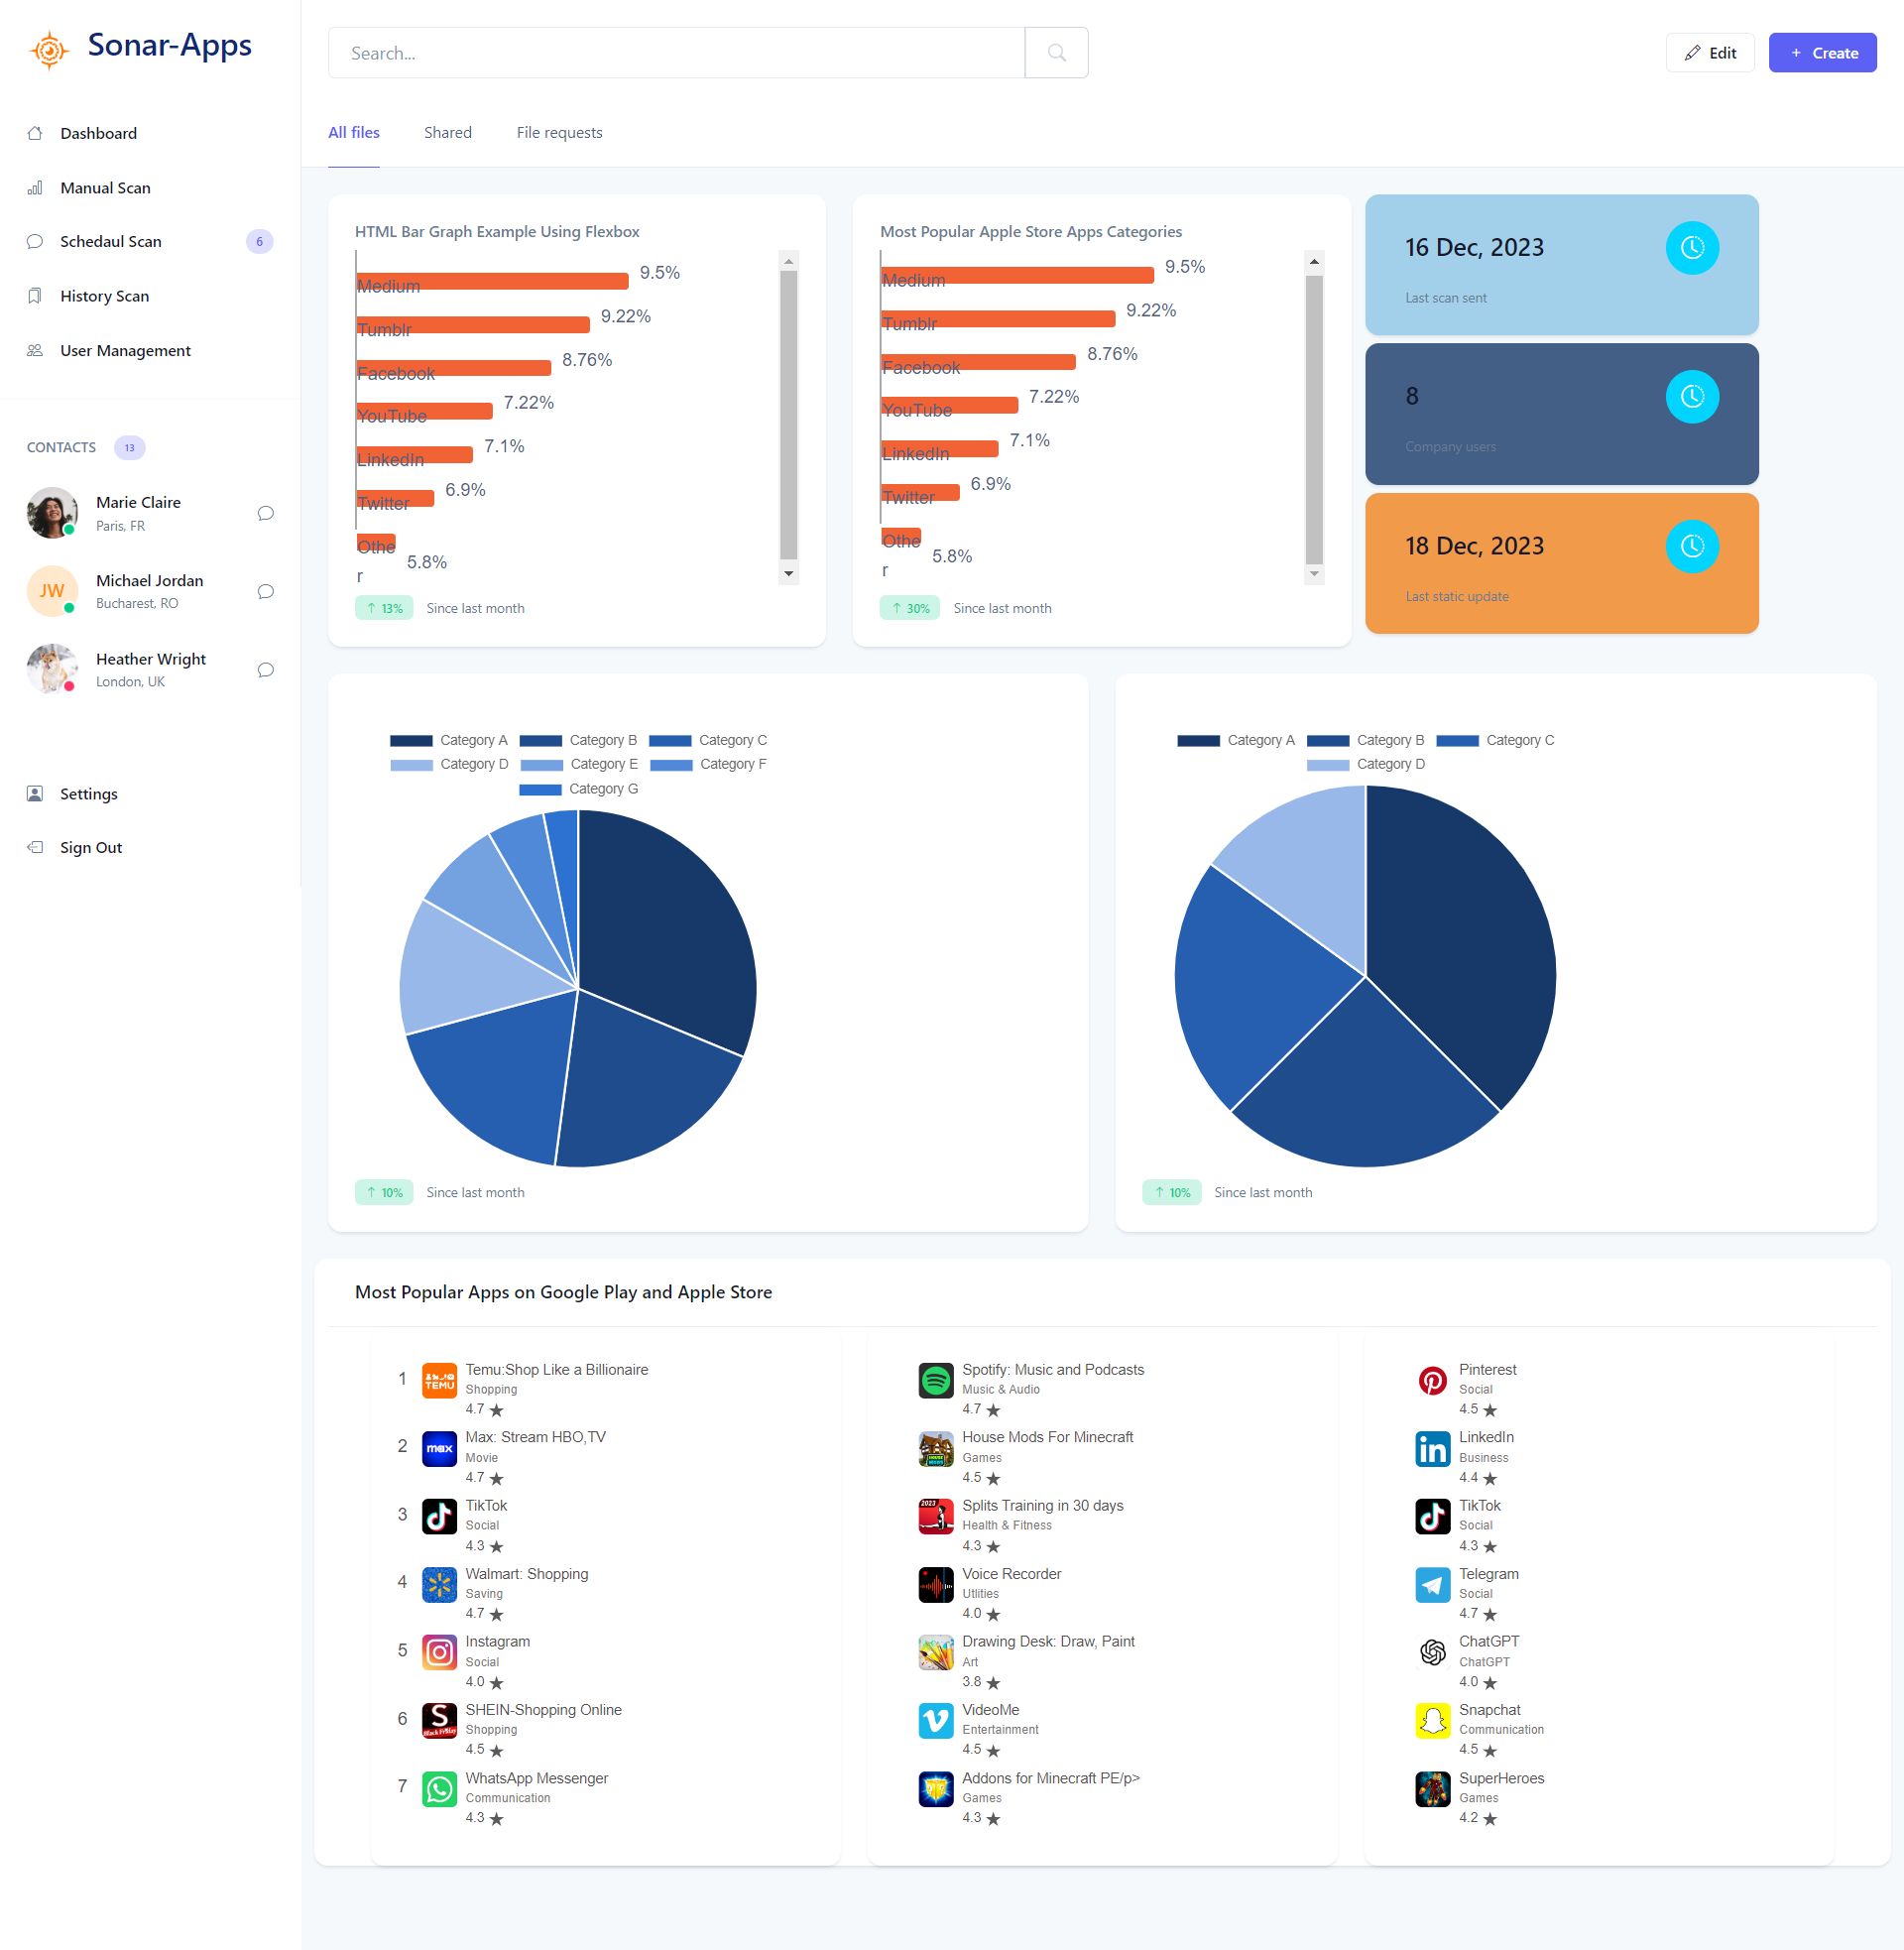 Sonar-Apps
Search...
Edit
+ Create
Dashboard
Manual Scan
Schedaul Scan 6
History Scan
User Management
CONTACTS 13
Marie Claire
Paris, FR
JW
Michael Jordan
Bucharest, RO
Heather Wright
London, UK
Settings
Sign Out
All files Shared File requests
HTML Bar Graph Example Using Flexbox
Medium 9.5%
Tumblr 9.22%
Facebook 8.76%
YouTube 7.22%
LinkedIn 7.1%
Twitter 6.9%
Othe
r 5.8%
↑ 13% Since last month
Most Popular Apple Store Apps Categories
Medium 9.5%
Tumblr 9.22%
Facebook 8.76%
YouTube 7.22%
LinkedIn 7.1%
Twitter 6.9%
Othe
r 5.8%
↑ 30% Since last month
16 Dec, 2023
Last scan sent
8
Company users
18 Dec, 2023
Last static update
Category A Category B Category C
Category D Category E Category F
Category G
↑ 10% Since last month
Category A Category B Category C
Category D
↑ 10% Since last month
Most Popular Apps on Google Play and Apple Store
1
TEMU
Temu:Shop Like a Billionaire
Shopping
4.7 ★
2
max
Max: Stream HBO,TV
Movie
4.7 ★
3
TikTok
Social
4.3 ★
4
Walmart: Shopping
Saving
4.7 ★
5
Instagram
Social
4.0 ★
6
S
Black Friday
SHEIN-Shopping Online
Shopping
4.5 ★
7
WhatsApp Messenger
Communication
4.3 ★
Spotify: Music and Podcasts
Music & Audio
4.7 ★
HOUSE
MODS
House Mods For Minecraft
Games
4.5 ★
2023
Splits Training in 30 days
Health & Fitness
4.3 ★
Voice Recorder
Utlities
4.0 ★
Drawing Desk: Draw, Paint
Art
3.8 ★
VideoMe
Entertainment
4.5 ★
Addons for Minecraft PE/p>
Games
4.3 ★
Pinterest
Social
4.5 ★
in
LinkedIn
Business
4.4 ★
TikTok
Social
4.3 ★
Telegram
Social
4.7 ★
ChatGPT
ChatGPT
4.0 ★
Snapchat
Communication
4.5 ★
SuperHeroes
Games
4.2 ★